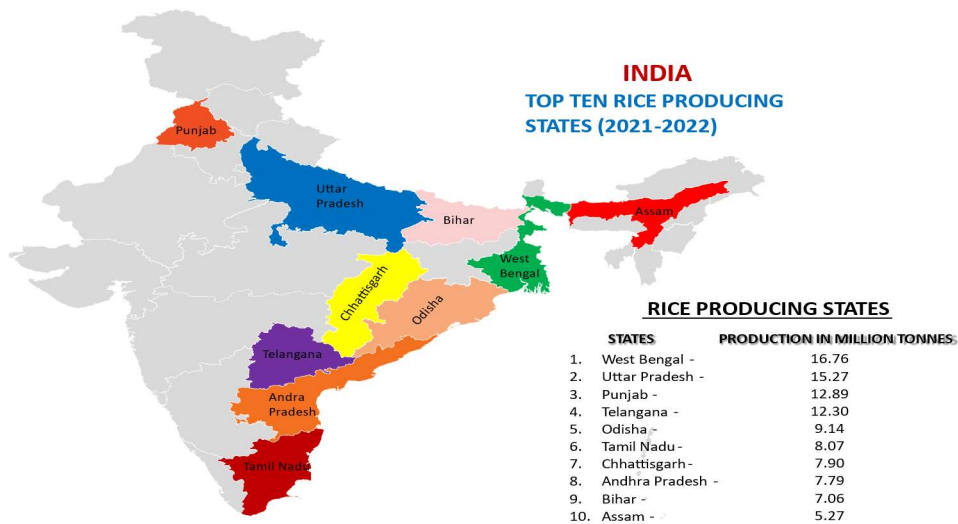 INDIA
TOP TEN RICE PRODUCING
STATES (2021-2022)
Punjab
Uttar
Pradesh
Bihar
Assam
West
Bengal
Chhattisgarh
Odisha
Telangana
Andra
Pradesh
Tamil Nadu
RICE PRODUCING STATES
STATES PRODUCTION IN MILLION TONNES
1. West Bengal - 16.76
2. Uttar Pradesh - 15.27
3. Punjab - 12.89
4. Telangana - 12.30
5. Odisha - 9.14
6. Tamil Nadu - 8.07
7. Chhattisgarh- 7.90
8. Andhra Pradesh - 7.79
9. Bihar - 7.06
10. Assam - 5.27